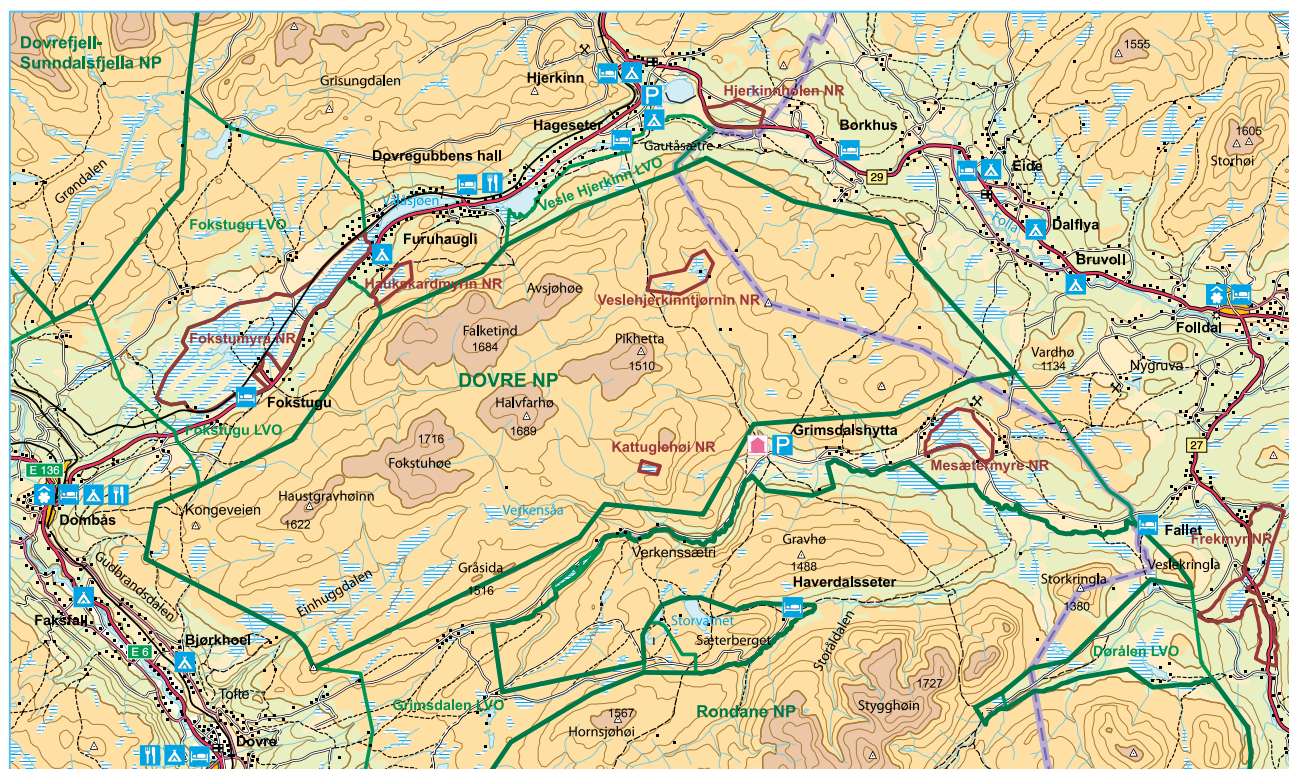 Dovrefjell-
Sunndalsfjella NP
Grisungdalen
Hjerkinn
P
Hjerkinnholen NR
1555
Hageseter
Borkhus
1605
Storhøi
Dovregubbens hall
Gautåsætre
Eide
Grøndalen
Vesle Hjerkinn LVO
29
Vålåsjøen
Folla
Dalflya
Fokstugu LVO
Furuhaugli
Bruvoll
Haukskardmyrin NR
Avsjøhøe
Veslehjerkinntjørnin NR
Folldal
Falketind
1684
Pikhetta
1510
Fokstumyra NR
Vardhø
1134
Nygruva
DOVRE NP
Fokstugu
Halvfarhø
1689
Grimsdalshytta
P
Fokstugu LVO
1716
Fokstuhøe
Kattuglehøi NR
Mesætermyre NR
27
E 136
Haustgravhøinn
1622
Kongeveien
Verkensåa
Dombås
Fallet
Frekmyr NR
Verkenssætri
Gravhø
1488
Gudbrandsdalen
Gråsida
1516
Einhuggdalen
Haverdalsseter
Storkringla
1380
Veslekringla
Faksfall
Storvatnet
Bjørkhoel
Sæterberget
Storåldalen
E 6
Dørålen LVO
Tofte
Grimsdalen LVO
1727
Stygghøin
Rondane NP
1567
Hornsjøhøi
Dovre